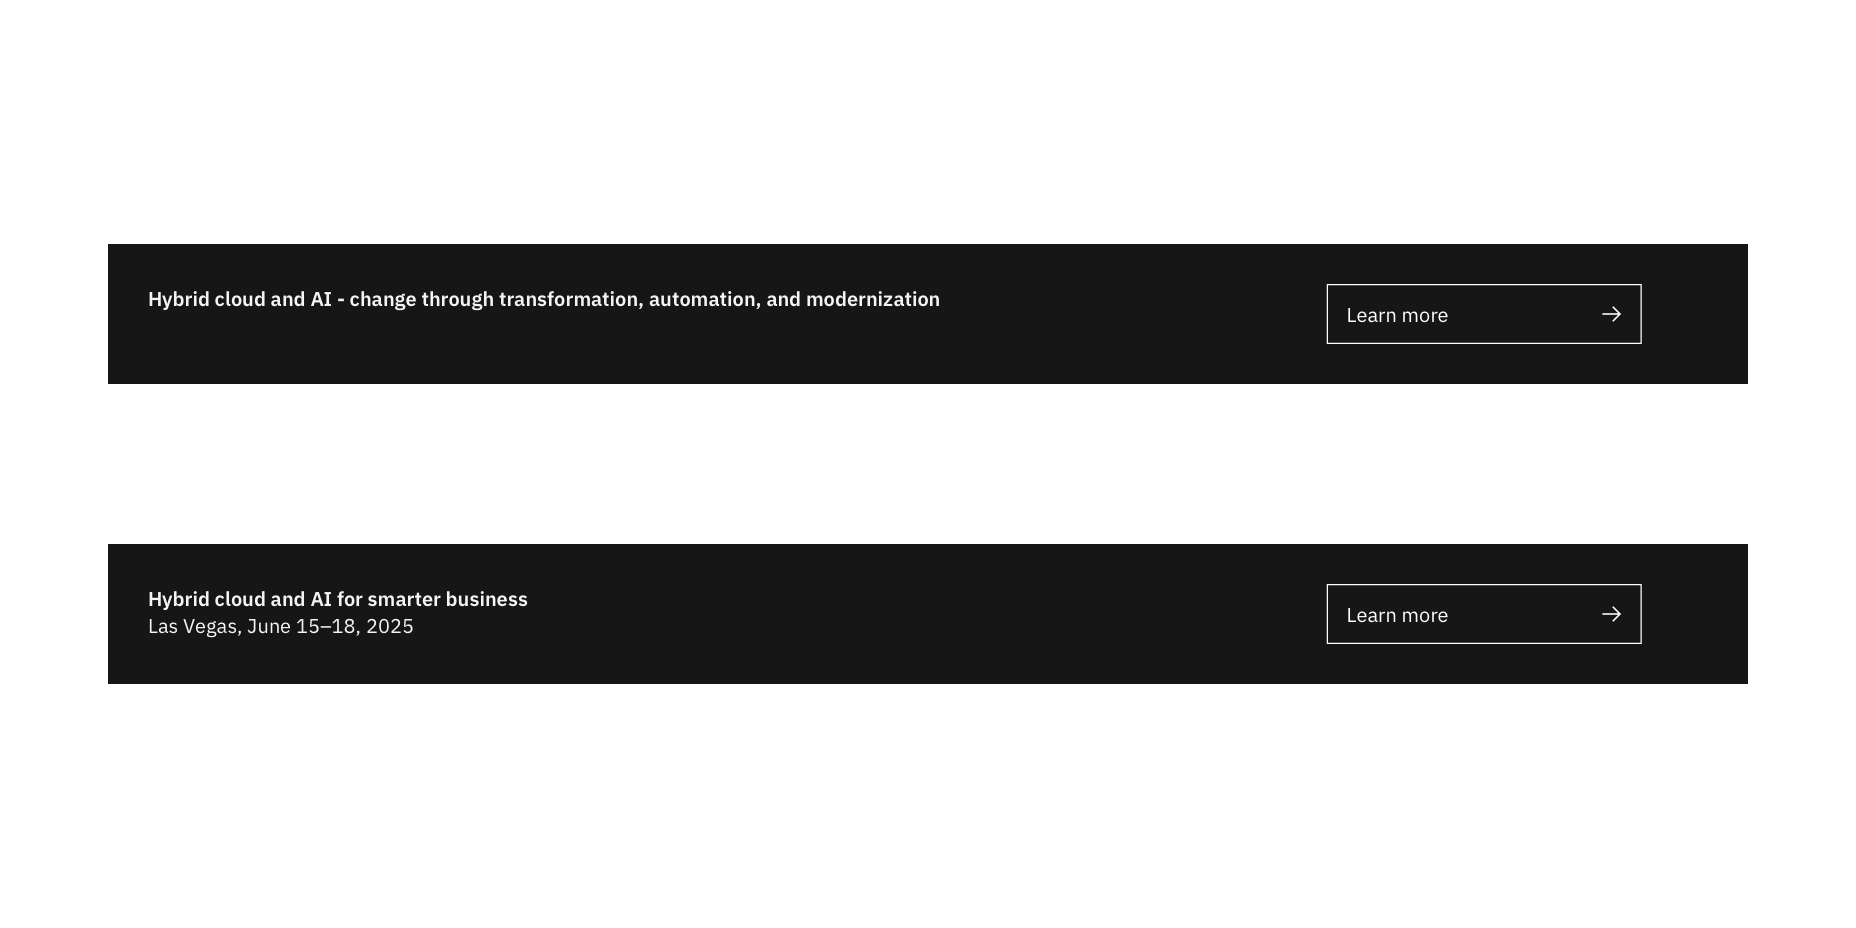 Hybrid cloud and AI - change through transformation, automation, and modernization
Learn more
Hybrid cloud and AI for smarter business
Las Vegas, June 15–18, 2025
Learn more